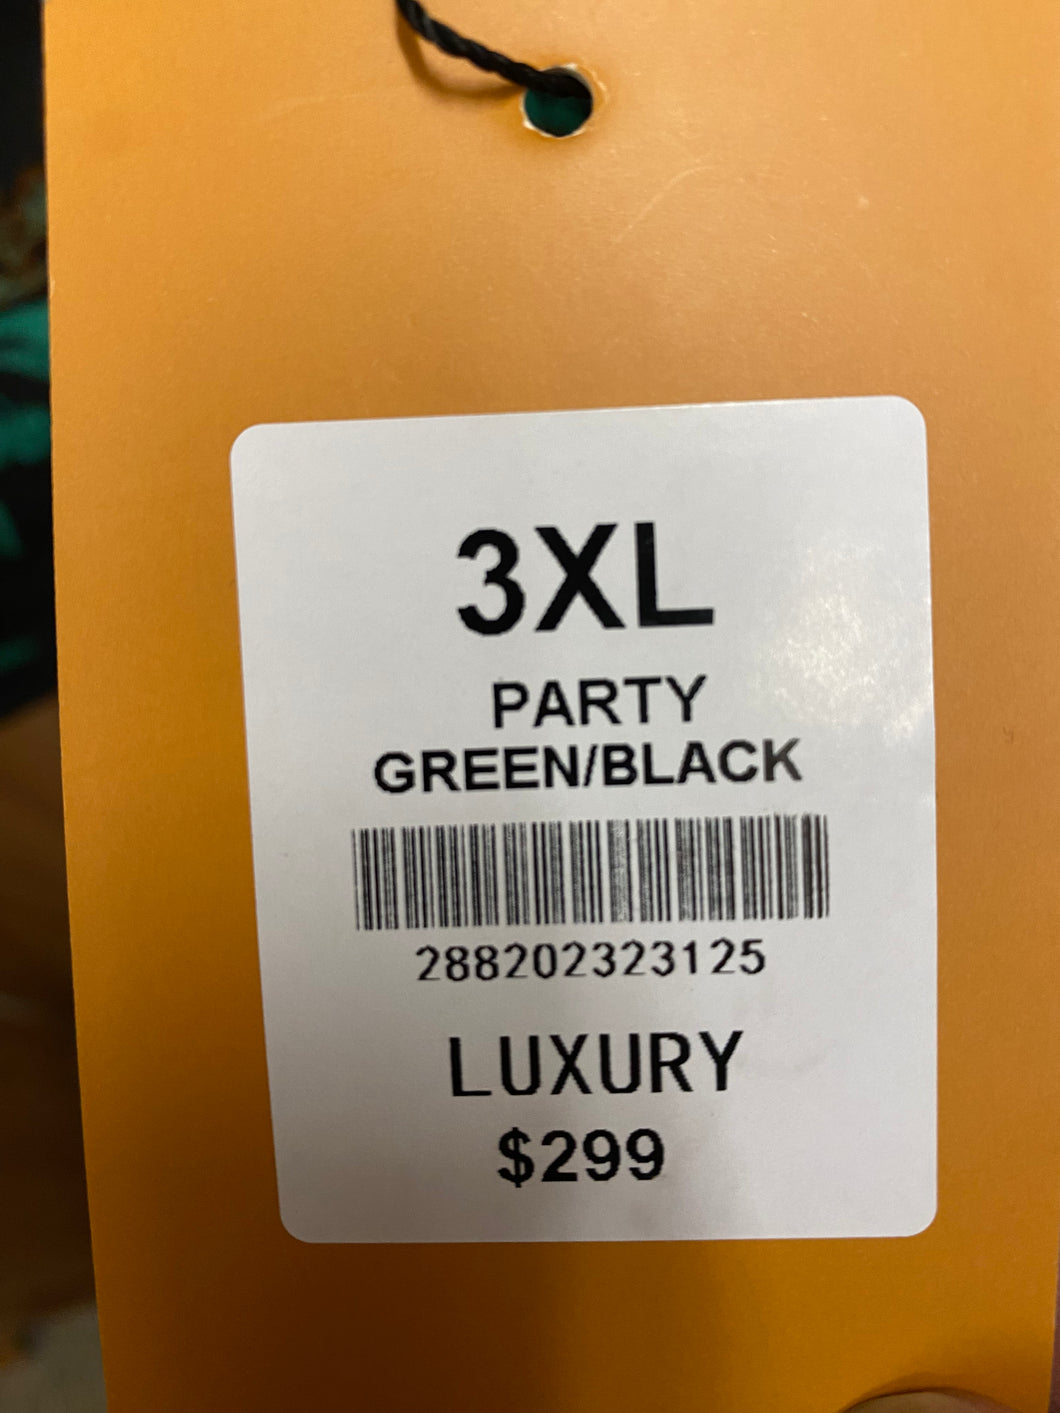 3XL
PARTY
GREEN/BLACK
288202323125
LUXURY
$299